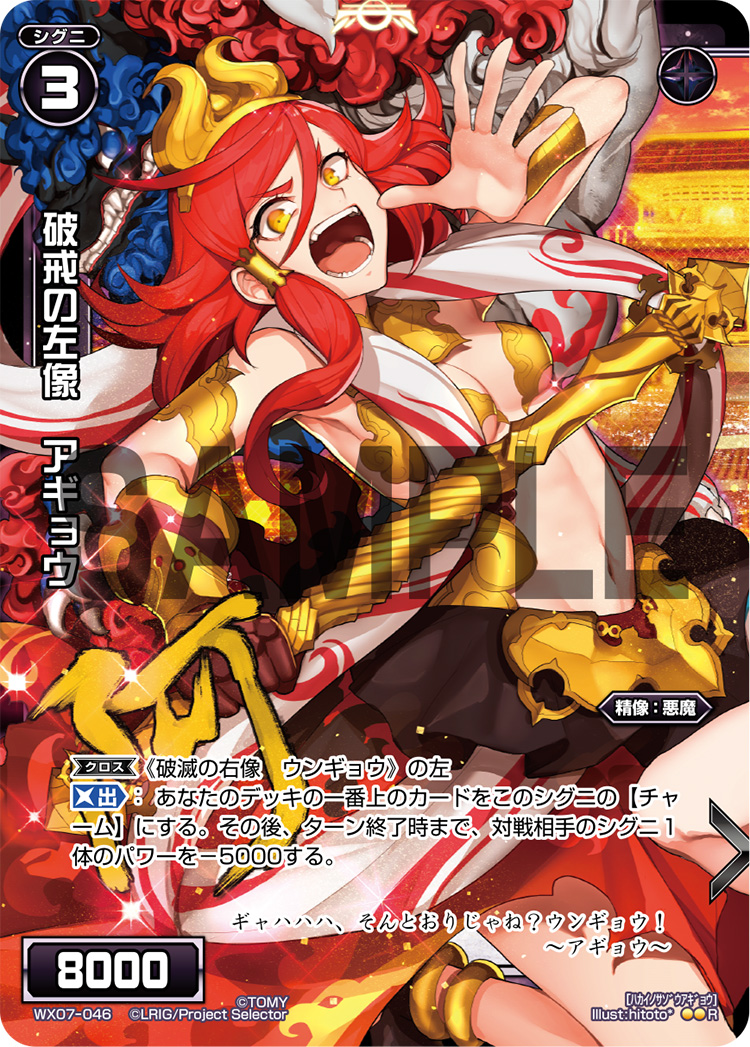 シグニ
3
破戒の左像 アギョウ
SAMPLE
阿
精像：悪魔
クロス 《破滅の右像 ウンギョウ》の左
出：あなたのデッキの一番上のカードをこのシグニの【チャ
ーム】にする。その後、ターン終了時まで、対戦相手のシグニ１
体のパワーを－5000する。
ギャハハハ、そんとおりじゃね？ウンギョウ！
～アギョウ～
8000
WX07-046 ©LRIG/Project Selector
©TOMY
[ハカイノサゾウアギョウ]
Illust:hitoto* R